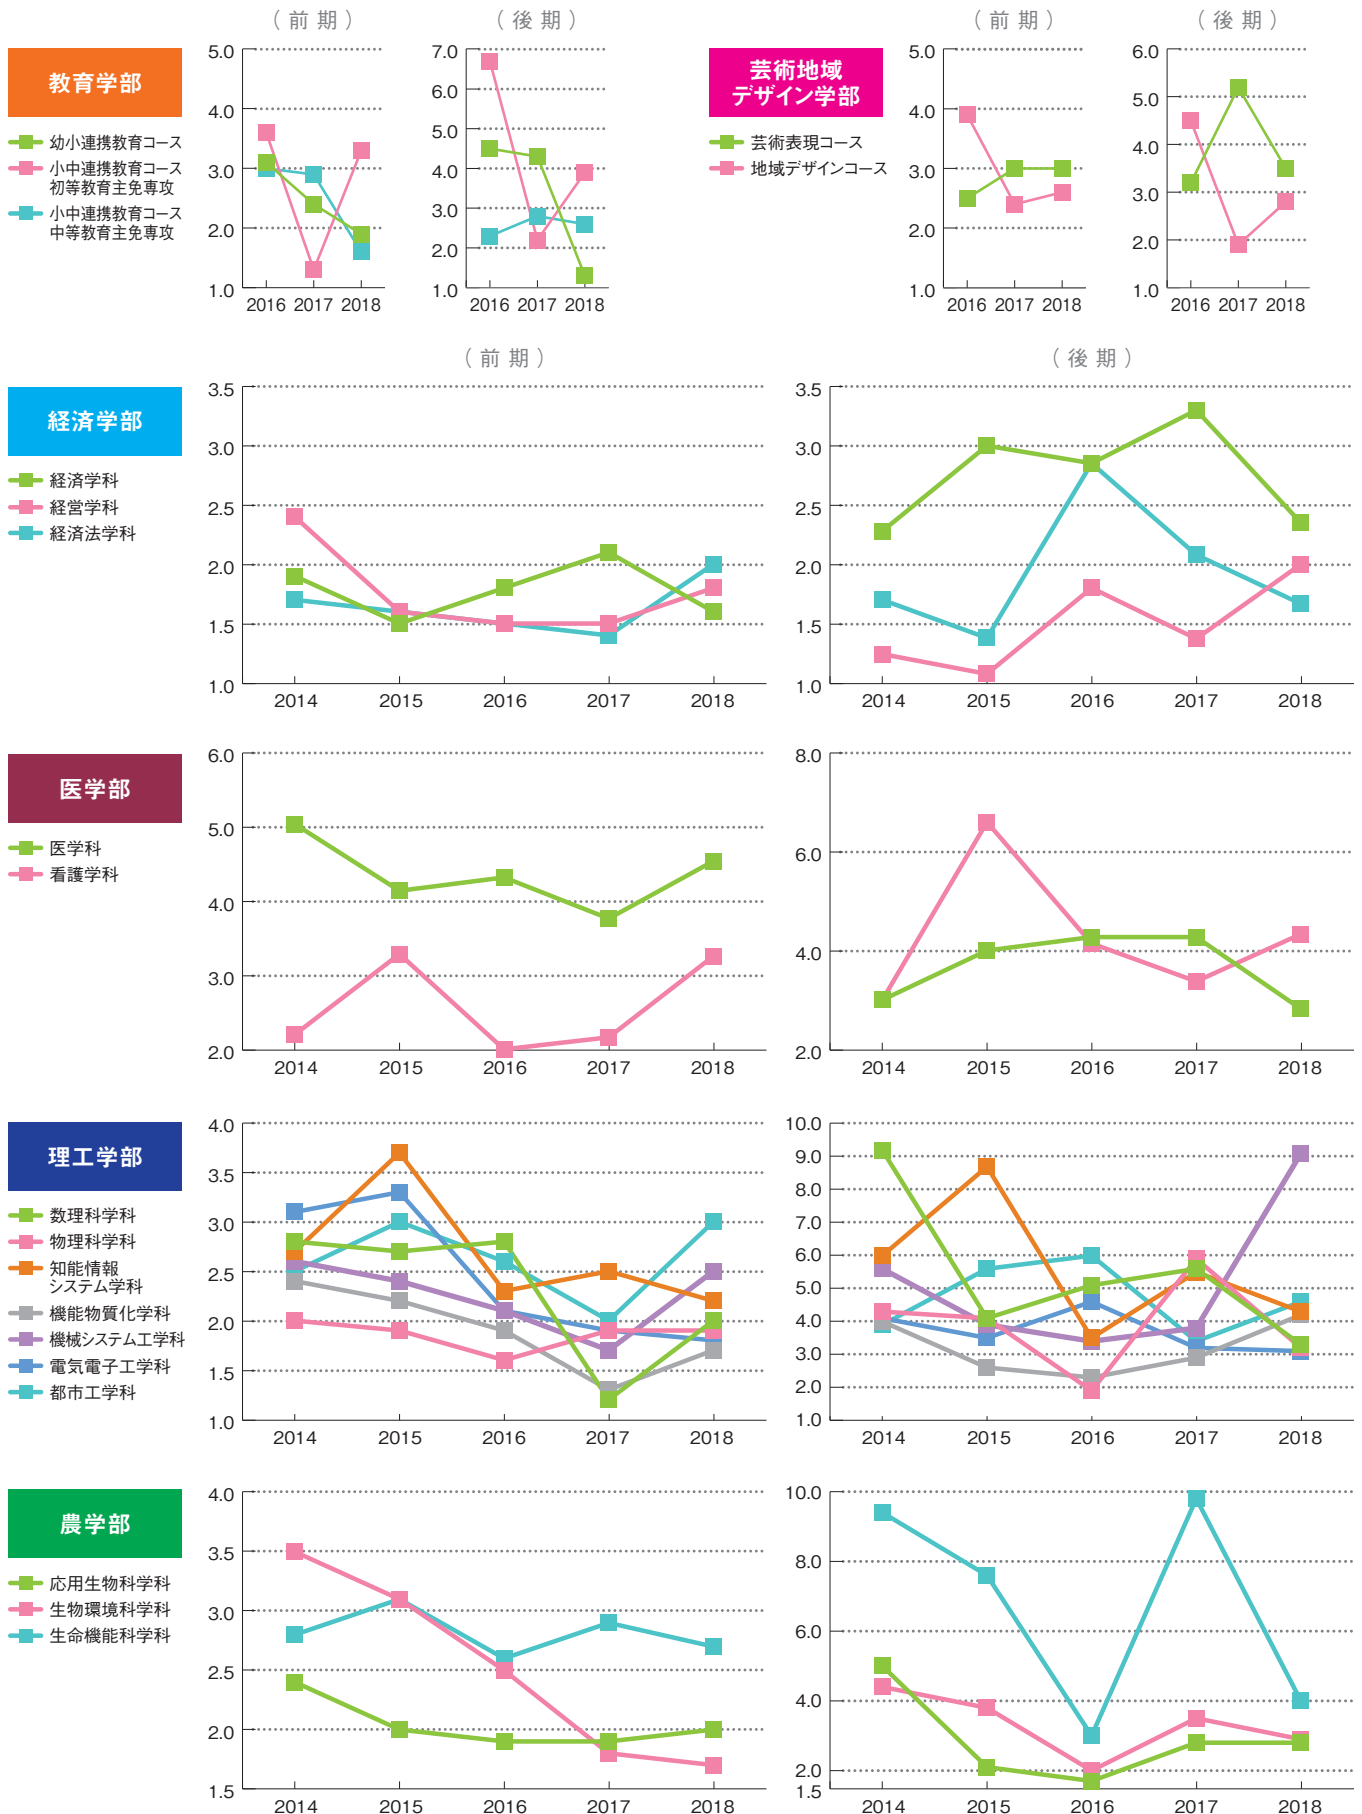 （前期）
（後期）
教育学部
幼小連携教育コース
小中連携教育コース
初等教育主免専攻
小中連携教育コース
中等教育主免専攻
5.0
4.0
3.0
2.0
1.0
2016 2017 2018
7.0
6.0
5.0
4.0
3.0
2.0
1.0
2016 2017 2018
（前期）
（後期）
芸術地域
デザイン学部
芸術表現コース
地域デザインコース
5.0
4.0
3.0
2.0
1.0
2016 2017 2018
6.0
5.0
4.0
3.0
2.0
1.0
2016 2017 2018
（前期）
（後期）
経済学部
経済学科
経営学科
経済法学科
3.5
3.0
2.5
2.0
1.5
1.0
2014 2015 2016 2017 2018
3.5
3.0
2.5
2.0
1.5
1.0
2014 2015 2016 2017 2018
医学部
医学科
看護学科
6.0
5.0
4.0
3.0
2.0
2014 2015 2016 2017 2018
8.0
6.0
4.0
2.0
2014 2015 2016 2017 2018
理工学部
数理科学科
物理科学科
知能情報
システム学科
機能物質化学科
機械システム工学科
電気電子工学科
都市工学科
4.0
3.5
3.0
2.5
2.0
1.5
1.0
2014 2015 2016 2017 2018
10.0
9.0
8.0
7.0
6.0
5.0
4.0
3.0
2.0
1.0
2014 2015 2016 2017 2018
農学部
応用生物科学科
生物環境科学科
生命機能科学科
4.0
3.5
3.0
2.5
2.0
1.5
2014 2015 2016 2017 2018
10.0
8.0
6.0
4.0
2.0
1.5
2014 2015 2016 2017 2018